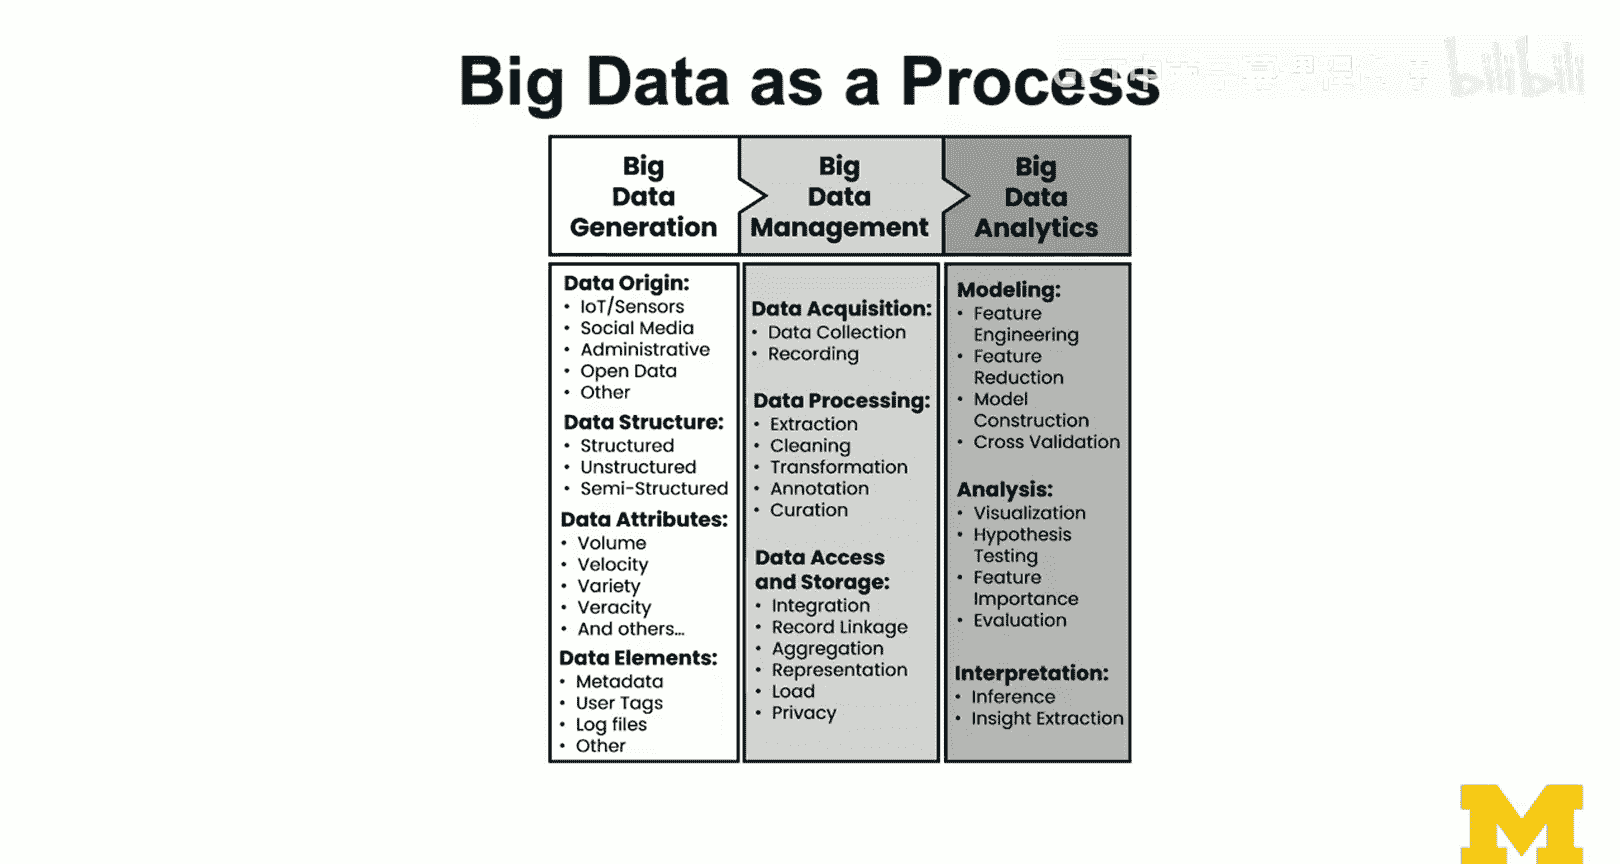 Big Data as a Process
bilibili
Big
Data
Generation
Big
Data
Management
Big
Data
Analytics
Data Origin:
• IoT/Sensors
• Social Media
• Administrative
• Open Data
• Other
Data Structure:
• Structured
• Unstructured
• Semi-Structured
Data Attributes:
• Volume
• Velocity
• Variety
• Veracity
• And others...
Data Elements:
• Metadata
• User Tags
• Log files
• Other
Data Acquisition:
• Data Collection
• Recording
Data Processing:
• Extraction
• Cleaning
• Transformation
• Annotation
• Curation
Data Access
and Storage:
• Integration
• Record Linkage
• Aggregation
• Representation
• Load
• Privacy
Modeling:
• Feature
Engineering
• Feature
Reduction
• Model
Construction
• Cross Validation
Analysis:
• Visualization
• Hypothesis
Testing
• Feature
Importance
• Evaluation
Interpretation:
• Inference
• Insight Extraction
M